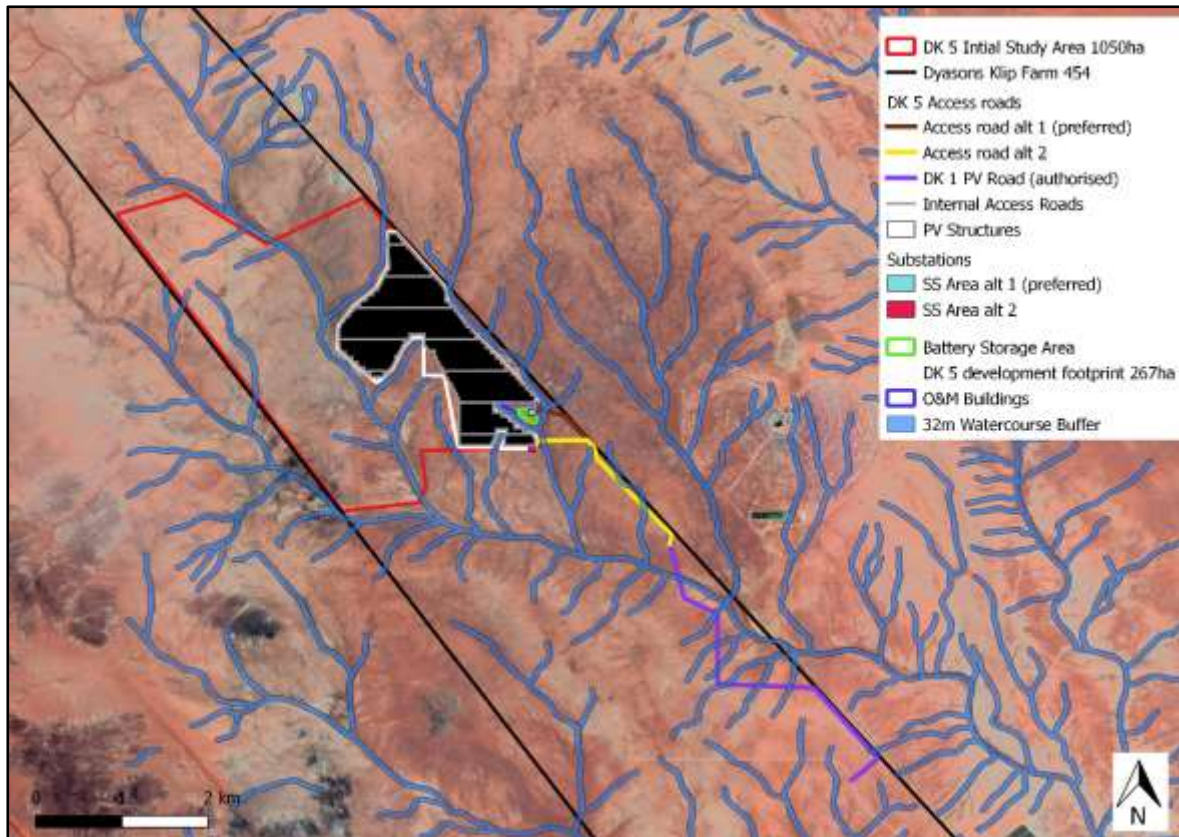 DK 5 Intial Study Area 1050ha
Dyasons Klip Farm 454
DK 5 Access roads
Access road alt 1 (preferred)
Access road alt 2
DK 1 PV Road (authorised)
Internal Access Roads
PV Structures
Substations
SS Area alt 1 (preferred)
SS Area alt 2
Battery Storage Area
DK 5 development footprint 267ha
O&M Buildings
32m Watercourse Buffer
0 1 2 km
N